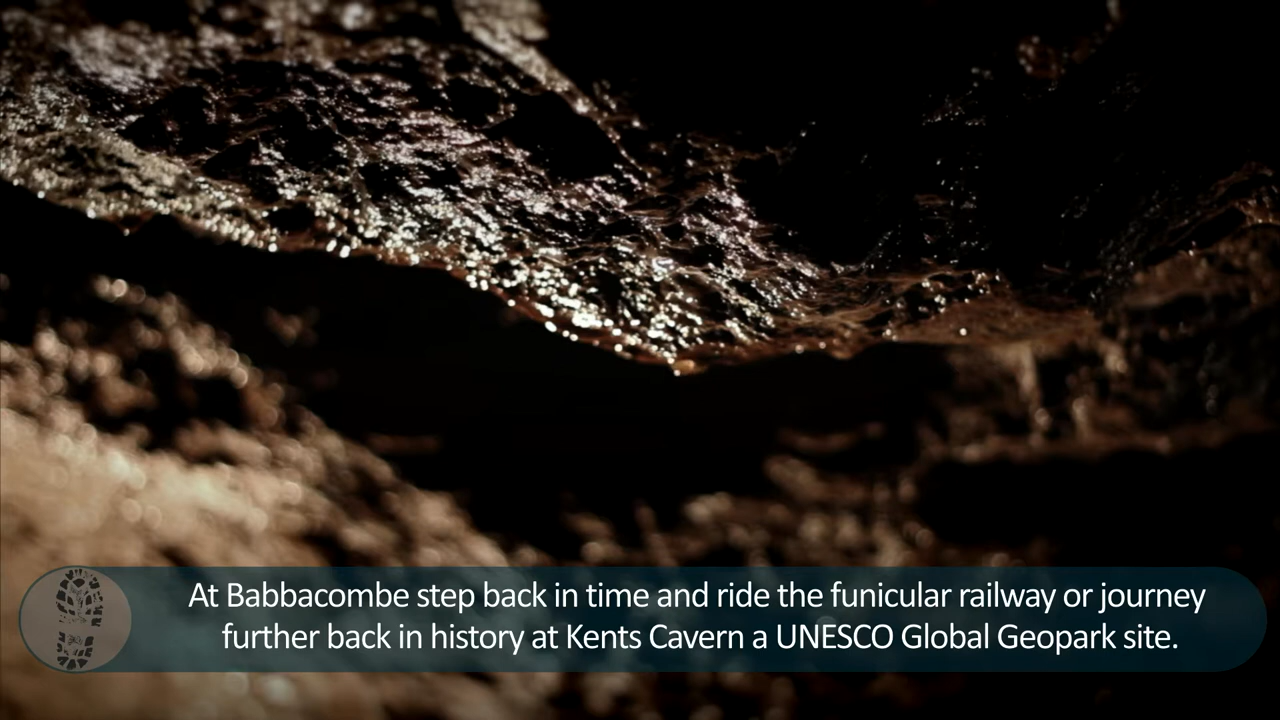 At Babbacombe step back in time and ride the funicular railway or journey
further back in history at Kents Cavern a UNESCO Global Geopark site.